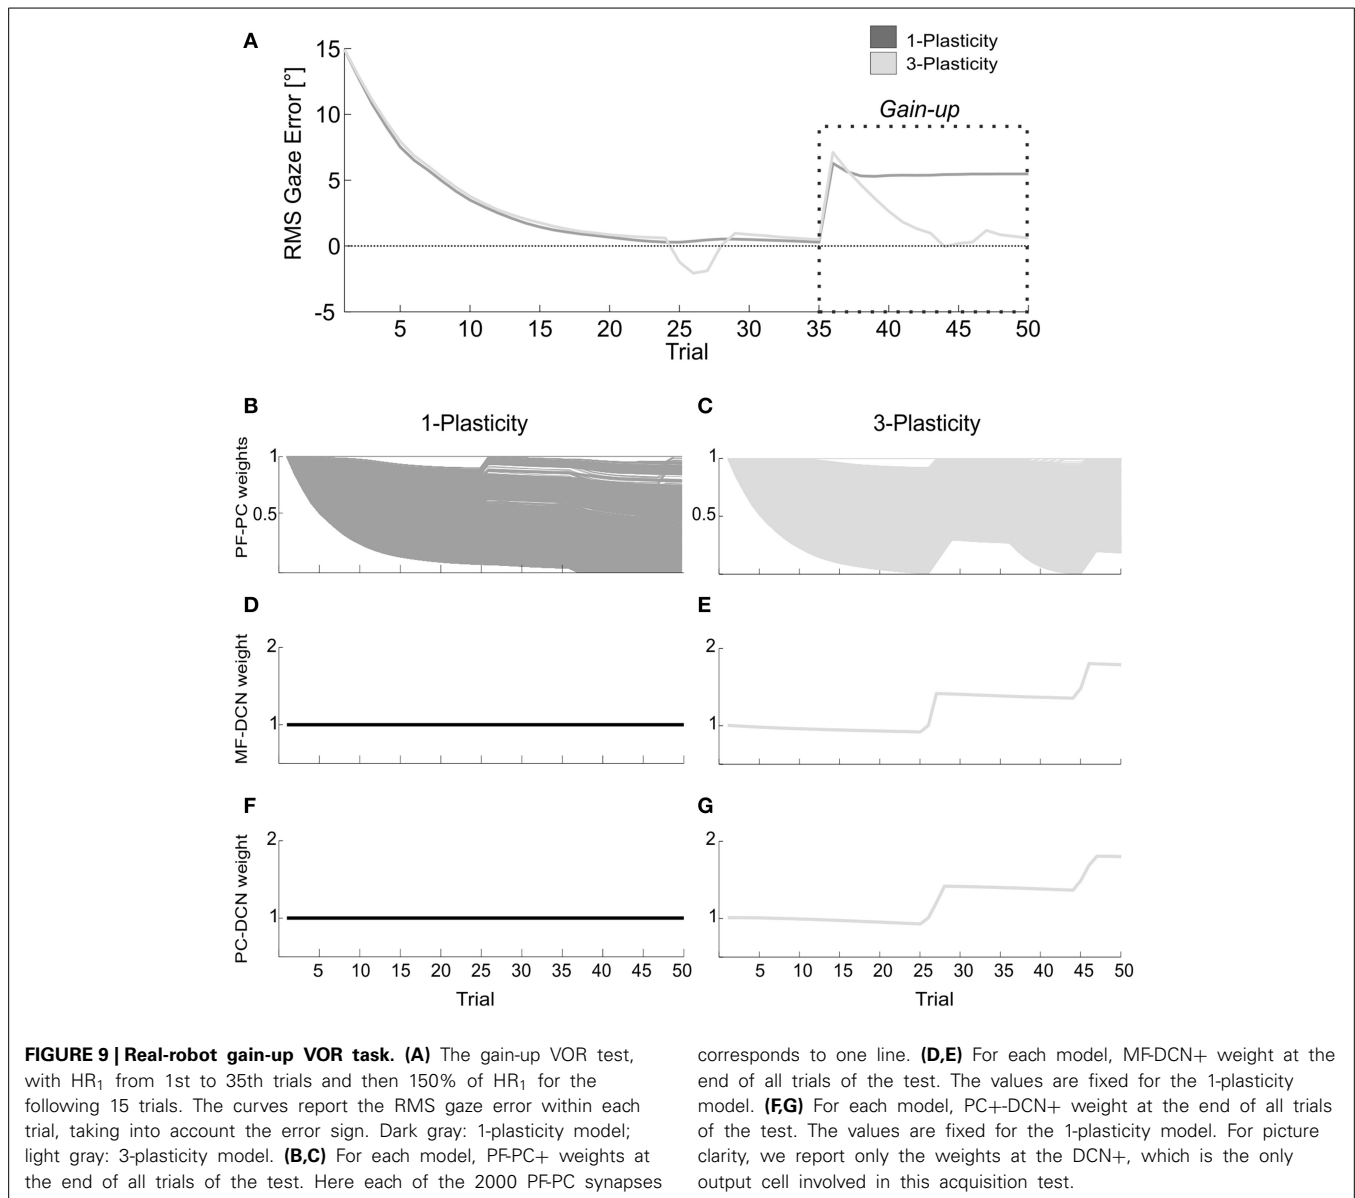 A
1-Plasticity
3-Plasticity
Gain-up
RMS Gaze Error [°]
15
10
5
0
-5
5 10 15 20 25 30 35 40 45 50
Trial
B
1-Plasticity
C
3-Plasticity
PF-PC weights
1
0.5
1
0.5
D
E
MF-DCN weight
2
1
2
1
F
G
PC-DCN weight
2
1
2
1
5 10 15 20 25 30 35 40 45 50
5 10 15 20 25 30 35 40 45 50
Trial
Trial
FIGURE 9 | Real-robot gain-up VOR task. (A) The gain-up VOR test,
with HR1 from 1st to 35th trials and then 150% of HR1 for the
following 15 trials. The curves report the RMS gaze error within each
trial, taking into account the error sign. Dark gray: 1-plasticity model;
light gray: 3-plasticity model. (B,C) For each model, PF-PC+ weights at
the end of all trials of the test. Here each of the 2000 PF-PC synapses
corresponds to one line. (D,E) For each model, MF-DCN+ weight at the
end of all trials of the test. The values are fixed for the 1-plasticity
model. (F,G) For each model, PC+-DCN+ weight at the end of all trials
of the test. The values are fixed for the 1-plasticity model. For picture
clarity, we report only the weights at the DCN+, which is the only
output cell involved in this acquisition test.